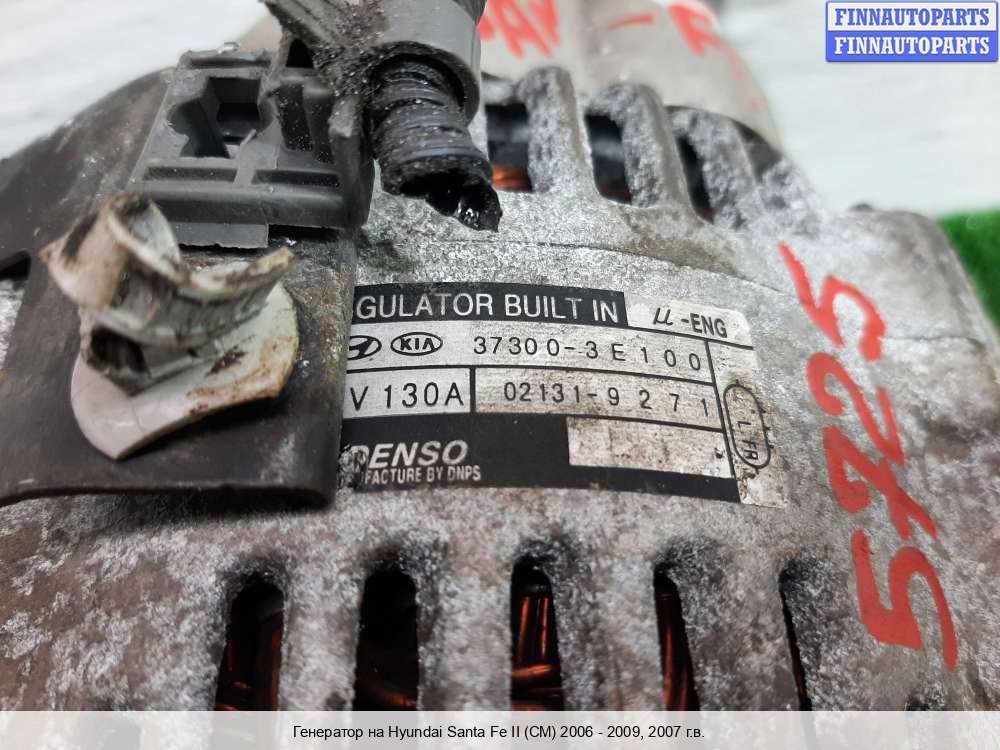 FINNAUTOPARTS
FINNAUTOPARTS
GULATOR BUILT IN μ-ENG
KIA 37300-3E100
V 130A 02131-9271
L FR
DENSO
FACTURE BY DNPS
5725
Генератор на Hyundai Santa Fe II (CM) 2006 - 2009, 2007 г.в.